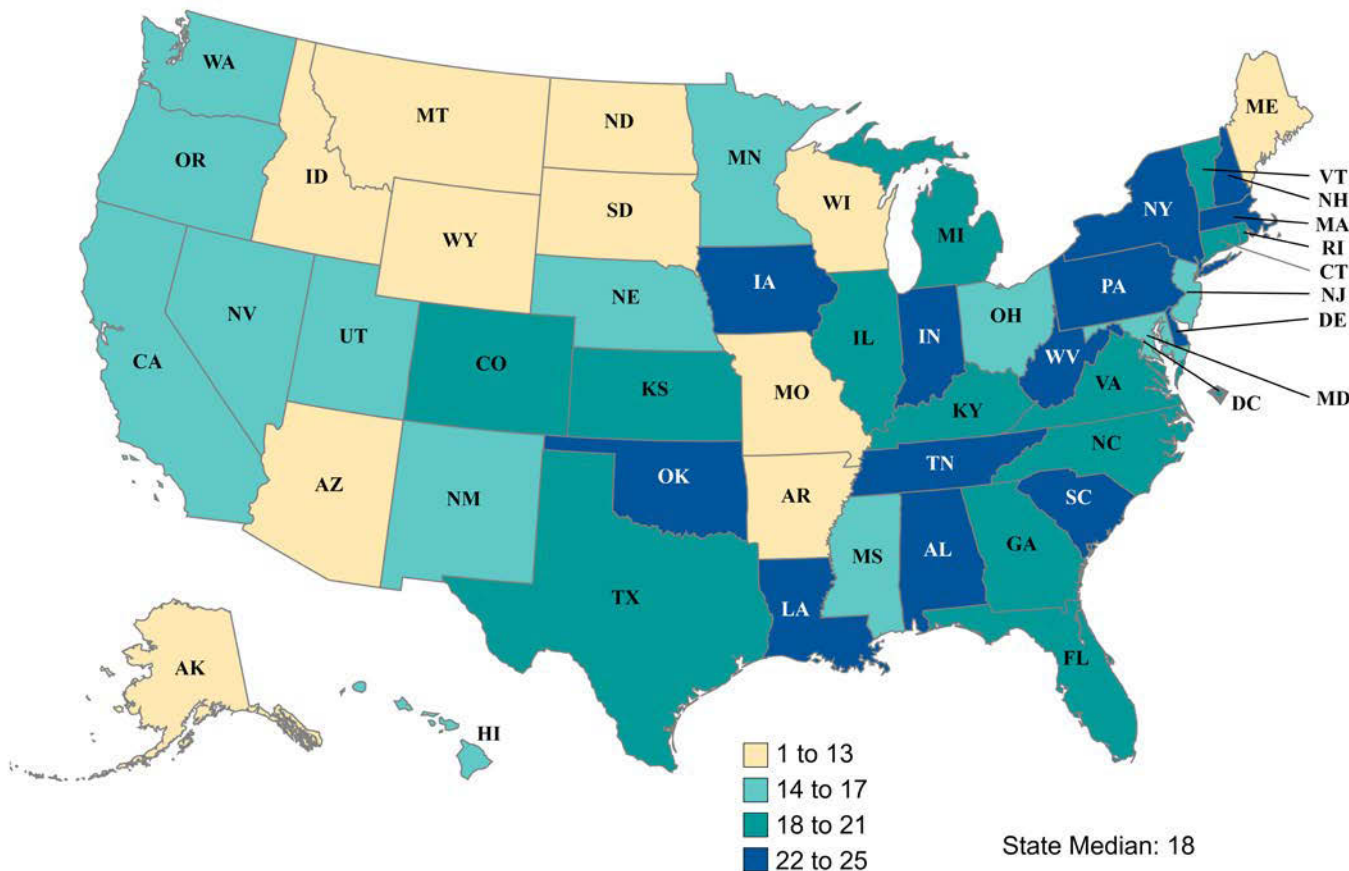 WA
MT
ND
MN
ME
OR
ID
SD
WI
VT
NH
NY
MA
WY
MI
RI
CT
IA
PA
NJ
NE
OH
DE
NV
UT
IL
IN
CA
CO
WV
KS
MO
VA
KY
DC
MD
NC
TN
AZ
OK
NM
AR
SC
MS
AL
GA
TX
LA
FL
AK
HI
1 to 13
14 to 17
18 to 21
22 to 25
State Median: 18